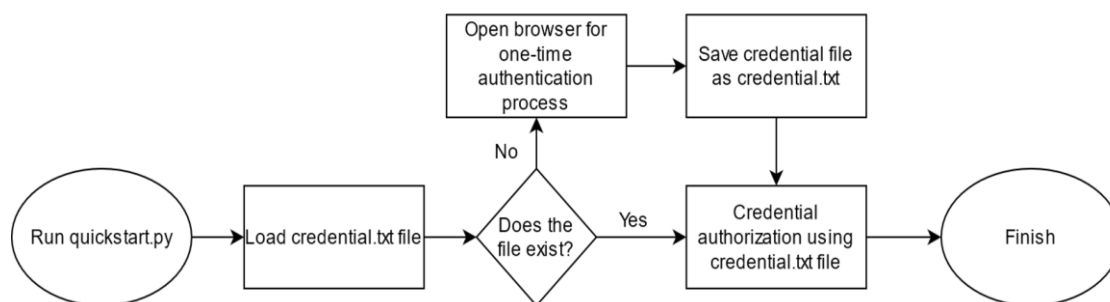 Open browser for
one-time
authentication
process
Save credential file
as credential.txt
No
Run quickstart.py
Load credential.txt file
Does the
file exist?
Yes
Credential
authorization using
credential.txt file
Finish